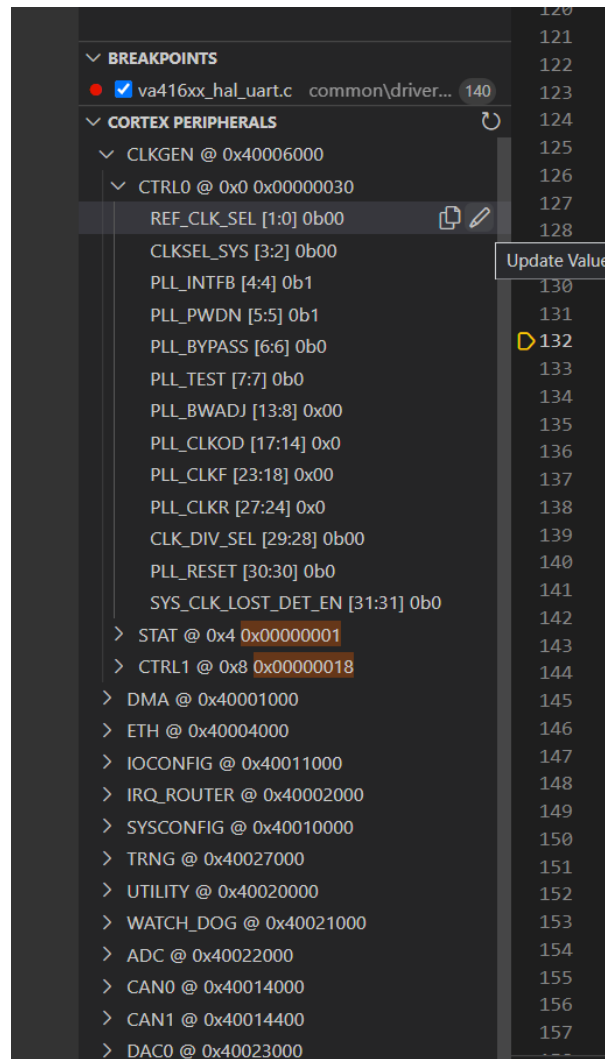 BREAKPOINTS
va416xx_hal_uart.c common\driver... 140
CORTEX PERIPHERALS
CLKGEN @ 0x40006000
CTRL0 @ 0x0 0x00000030
REF_CLK_SEL [1:0] 0b00
CLKSEL_SYS [3:2] 0b00
Update Value
PLL_INTFB [4:4] 0b1
PLL_PWDN [5:5] 0b1
PLL_BYPASS [6:6] 0b0
PLL_TEST [7:7] 0b0
PLL_BWADJ [13:8] 0x00
PLL_CLKOD [17:14] 0x0
PLL_CLKF [23:18] 0x00
PLL_CLKR [27:24] 0x0
CLK_DIV_SEL [29:28] 0b00
PLL_RESET [30:30] 0b0
SYS_CLK_LOST_DET_EN [31:31] 0b0
STAT @ 0x4 0x00000001
CTRL1 @ 0x8 0x00000018
DMA @ 0x40001000
ETH @ 0x40004000
IOCONFIG @ 0x40011000
IRQ_ROUTER @ 0x40002000
SYSCONFIG @ 0x40010000
TRNG @ 0x40027000
UTILITY @ 0x40020000
WATCH_DOG @ 0x40021000
ADC @ 0x40022000
CAN0 @ 0x40014000
CAN1 @ 0x40014400
DAC0 @ 0x40023000
120
121
122
123
124
125
126
127
128
130
131
132
133
134
135
136
137
138
139
140
141
142
143
144
145
146
147
148
149
150
151
152
153
154
155
156
157